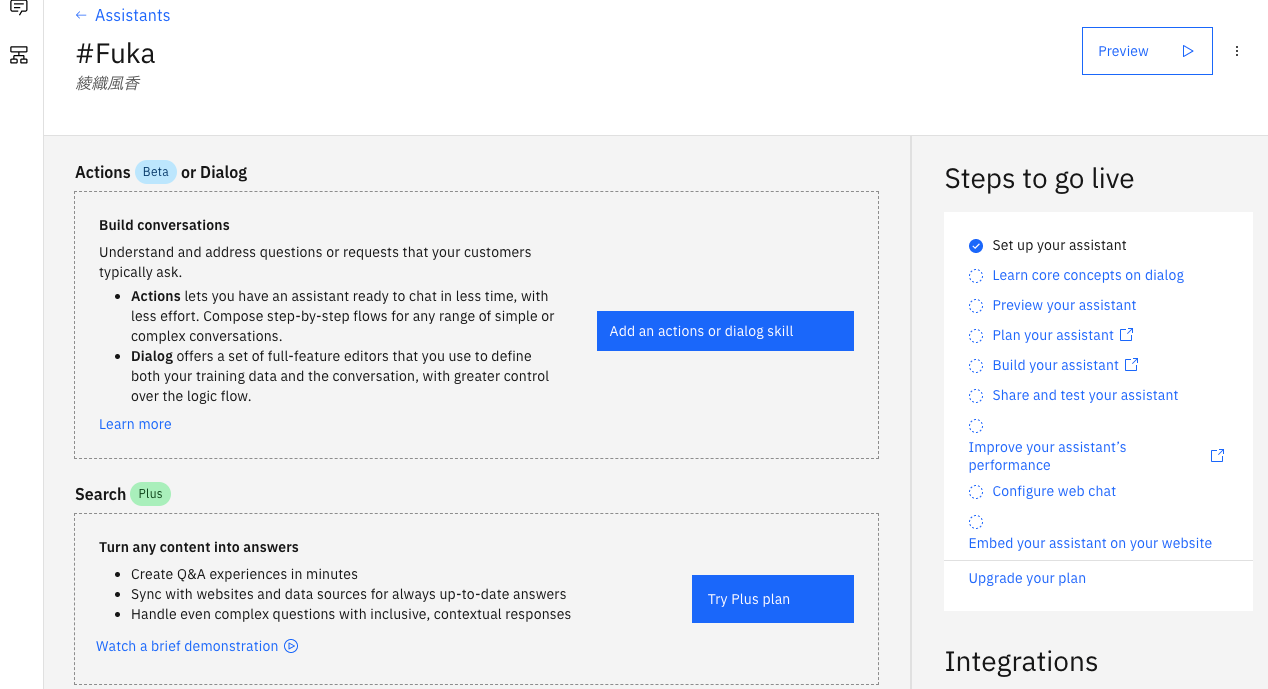 ← Assistants
#Fuka
綾織風香
Preview
Actions Beta or Dialog
Build conversations
Understand and address questions or requests that your customers
typically ask.
• Actions lets you have an assistant ready to chat in less time, with
less effort. Compose step-by-step flows for any range of simple or
complex conversations.
• Dialog offers a set of full-feature editors that you use to define
both your training data and the conversation, with greater control
over the logic flow.
Learn more
Add an actions or dialog skill
Search Plus
Turn any content into answers
• Create Q&A experiences in minutes
• Sync with websites and data sources for always up-to-date answers
• Handle even complex questions with inclusive, contextual responses
Watch a brief demonstration
Try Plus plan
Steps to go live
Set up your assistant
Learn core concepts on dialog
Preview your assistant
Plan your assistant
Build your assistant
Share and test your assistant
Improve your assistant’s
performance
Configure web chat
Embed your assistant on your website
Upgrade your plan
Integrations